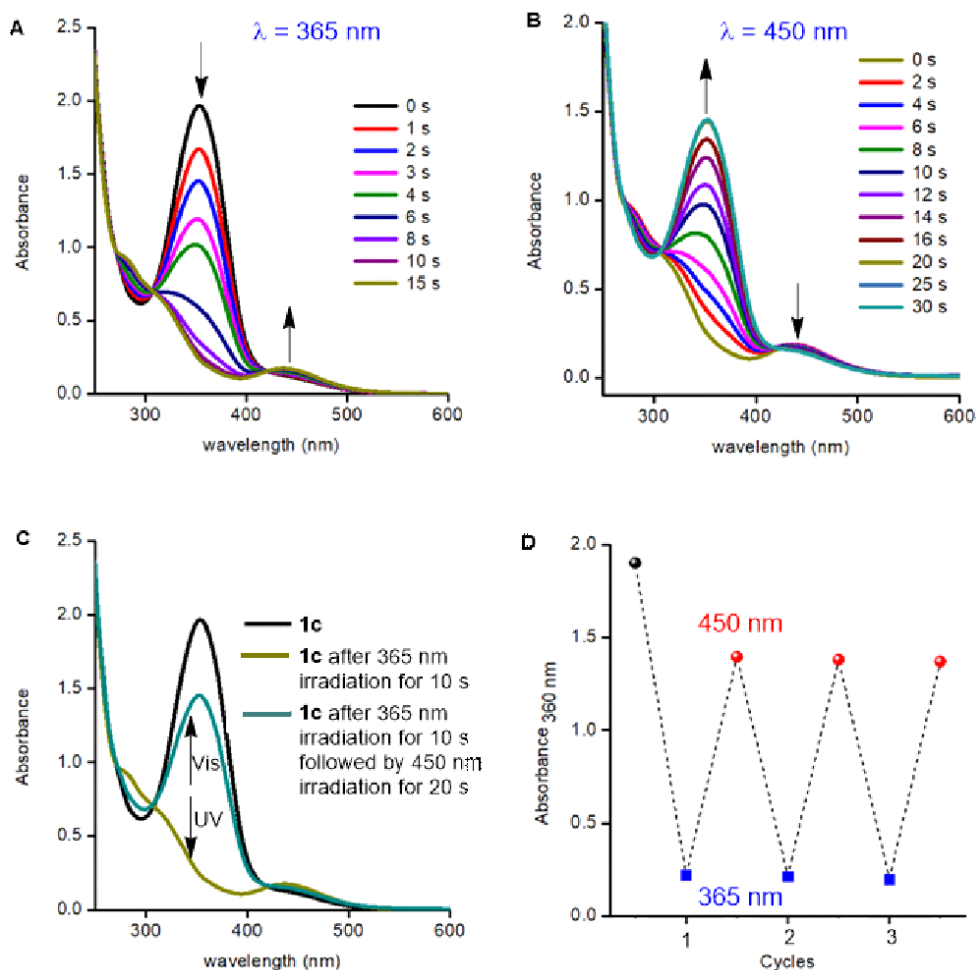 A
λ = 365 nm
2.5
2.0
1.5
1.0
0.5
0.0
Absorbance
300
400
500
600
wavelength (nm)
0 s
1 s
2 s
3 s
4 s
6 s
8 s
10 s
15 s
B
λ = 450 nm
2.0
1.5
1.0
0.5
0.0
Absorbance
300
400
500
600
wavelength (nm)
0 s
2 s
4 s
6 s
8 s
10 s
12 s
14 s
16 s
20 s
25 s
30 s
C
2.5
2.0
1.5
1.0
0.5
0.0
Absorbance
300
400
500
600
wavelength (nm)
1c
1c after 365 nm
irradiation for 10 s
1c after 365 nm
irradiation for 10 s
followed by 450 nm
irradiation for 20 s
Vis
UV
D
2.0
1.5
1.0
0.5
0.0
Absorbance 360 nm
450 nm
365 nm
1
2
3
Cycles